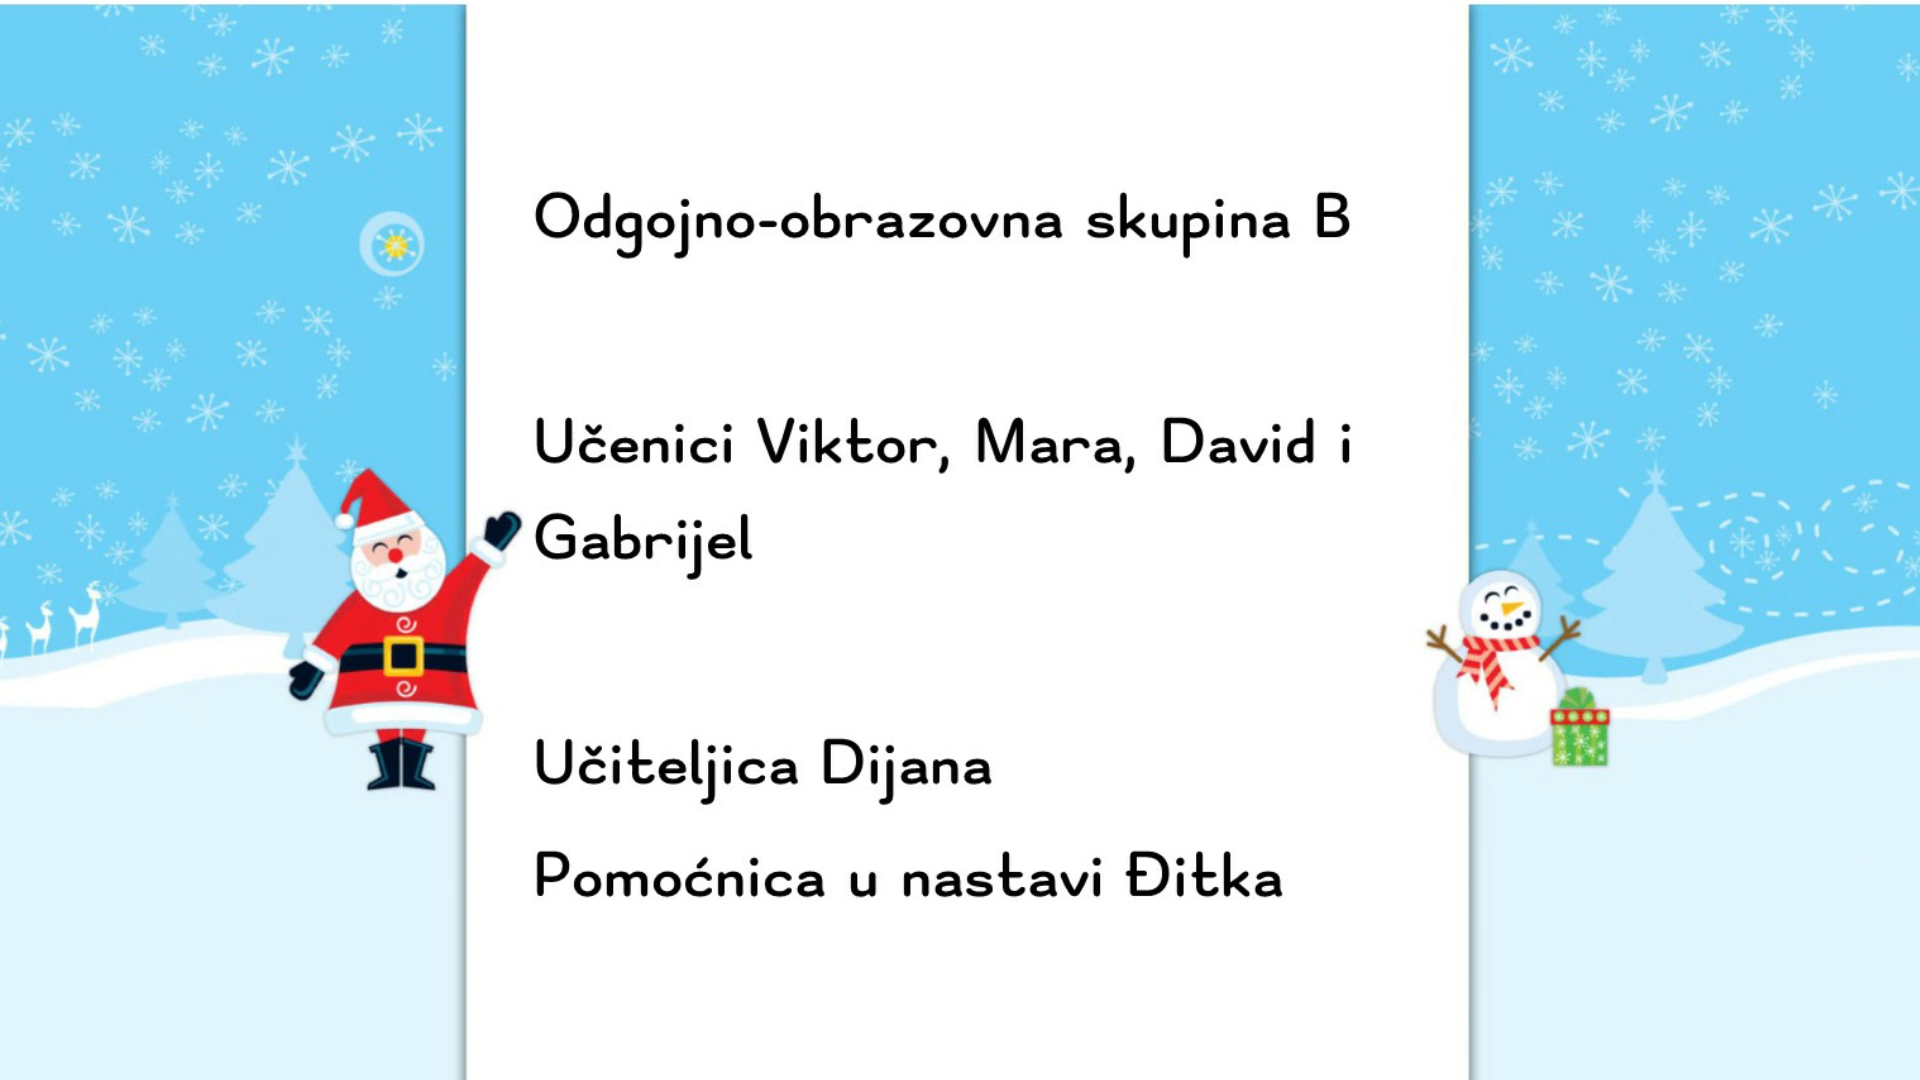 Odgojno-obrazovna skupina B
Učenici Viktor, Mara, David i
Gabrijel
Učiteljica Dijana
Pomoćnica u nastavi Đitka